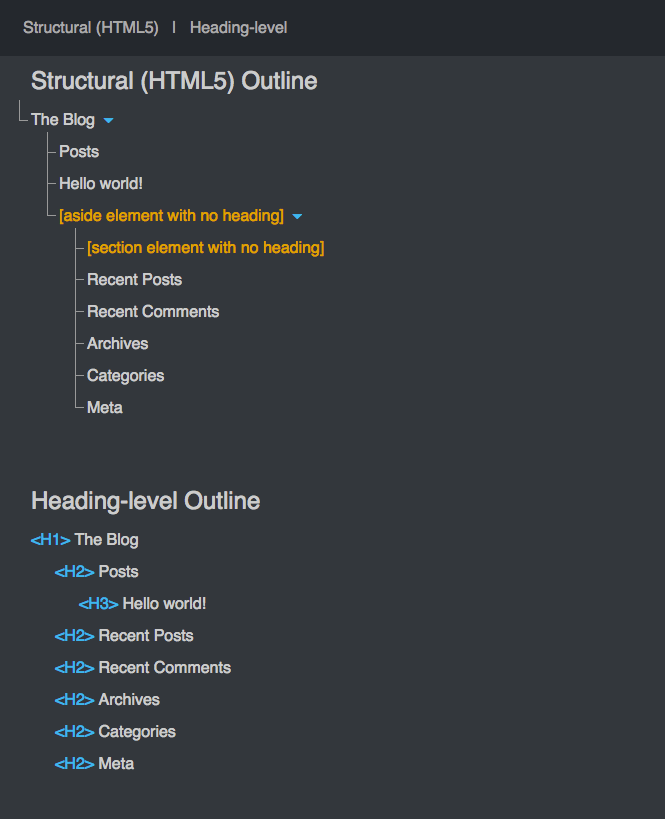 Structural (HTML5) | Heading-level
Structural (HTML5) Outline
The Blog
Posts
Hello world!
[aside element with no heading]
[section element with no heading]
Recent Posts
Recent Comments
Archives
Categories
Meta
Heading-level Outline
<H1> The Blog
<H2> Posts
<H3> Hello world!
<H2> Recent Posts
<H2> Recent Comments
<H2> Archives
<H2> Categories
<H2> Meta